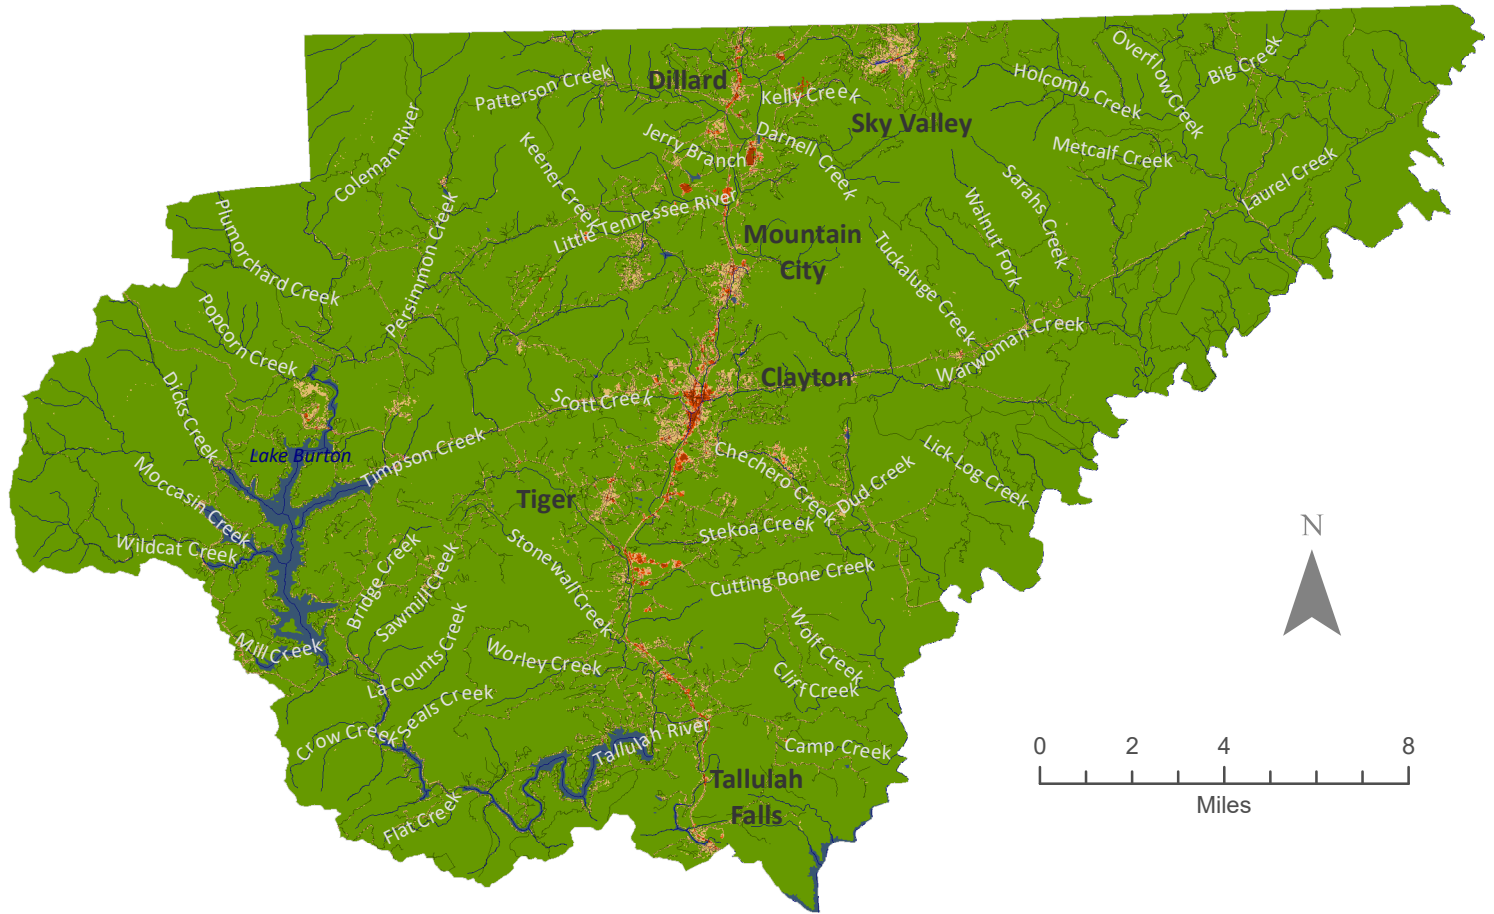 Overflow Creek
Big Creek
Holcomb Creek
Patterson Creek
Dillard
Kelly Creek
Sky Valley
Coleman River
Keener Creek
Jerry Branch
Darnell Creek
Metcalf Creek
Sarahs Creek
Laurel Creek
Walnut Fork
Plumorchard Creek
Persimmon Creek
Little Tennessee River
Mountain
City
Tuckaluge Creek
Popcorn Creek
Warwoman Creek
Dicks Creek
Scott Creek
Clayton
Lake Burton
Timpson Creek
Chechero Creek
Dud Creek
Lick Log Creek
Moccasin Creek
Tiger
Stekoa Creek
Wildcat Creek
Bridge Creek
Sawmill Creek
Stonewall Creek
Cutting Bone Creek
N
Mill Creek
La Counts Creek
Worley Creek
Wolf Creek
Cliff Creek
Seals Creek
Crow Creek
Tallulah River
Camp Creek
Flat Creek
Tallulah
Falls
0 2 4 8
Miles